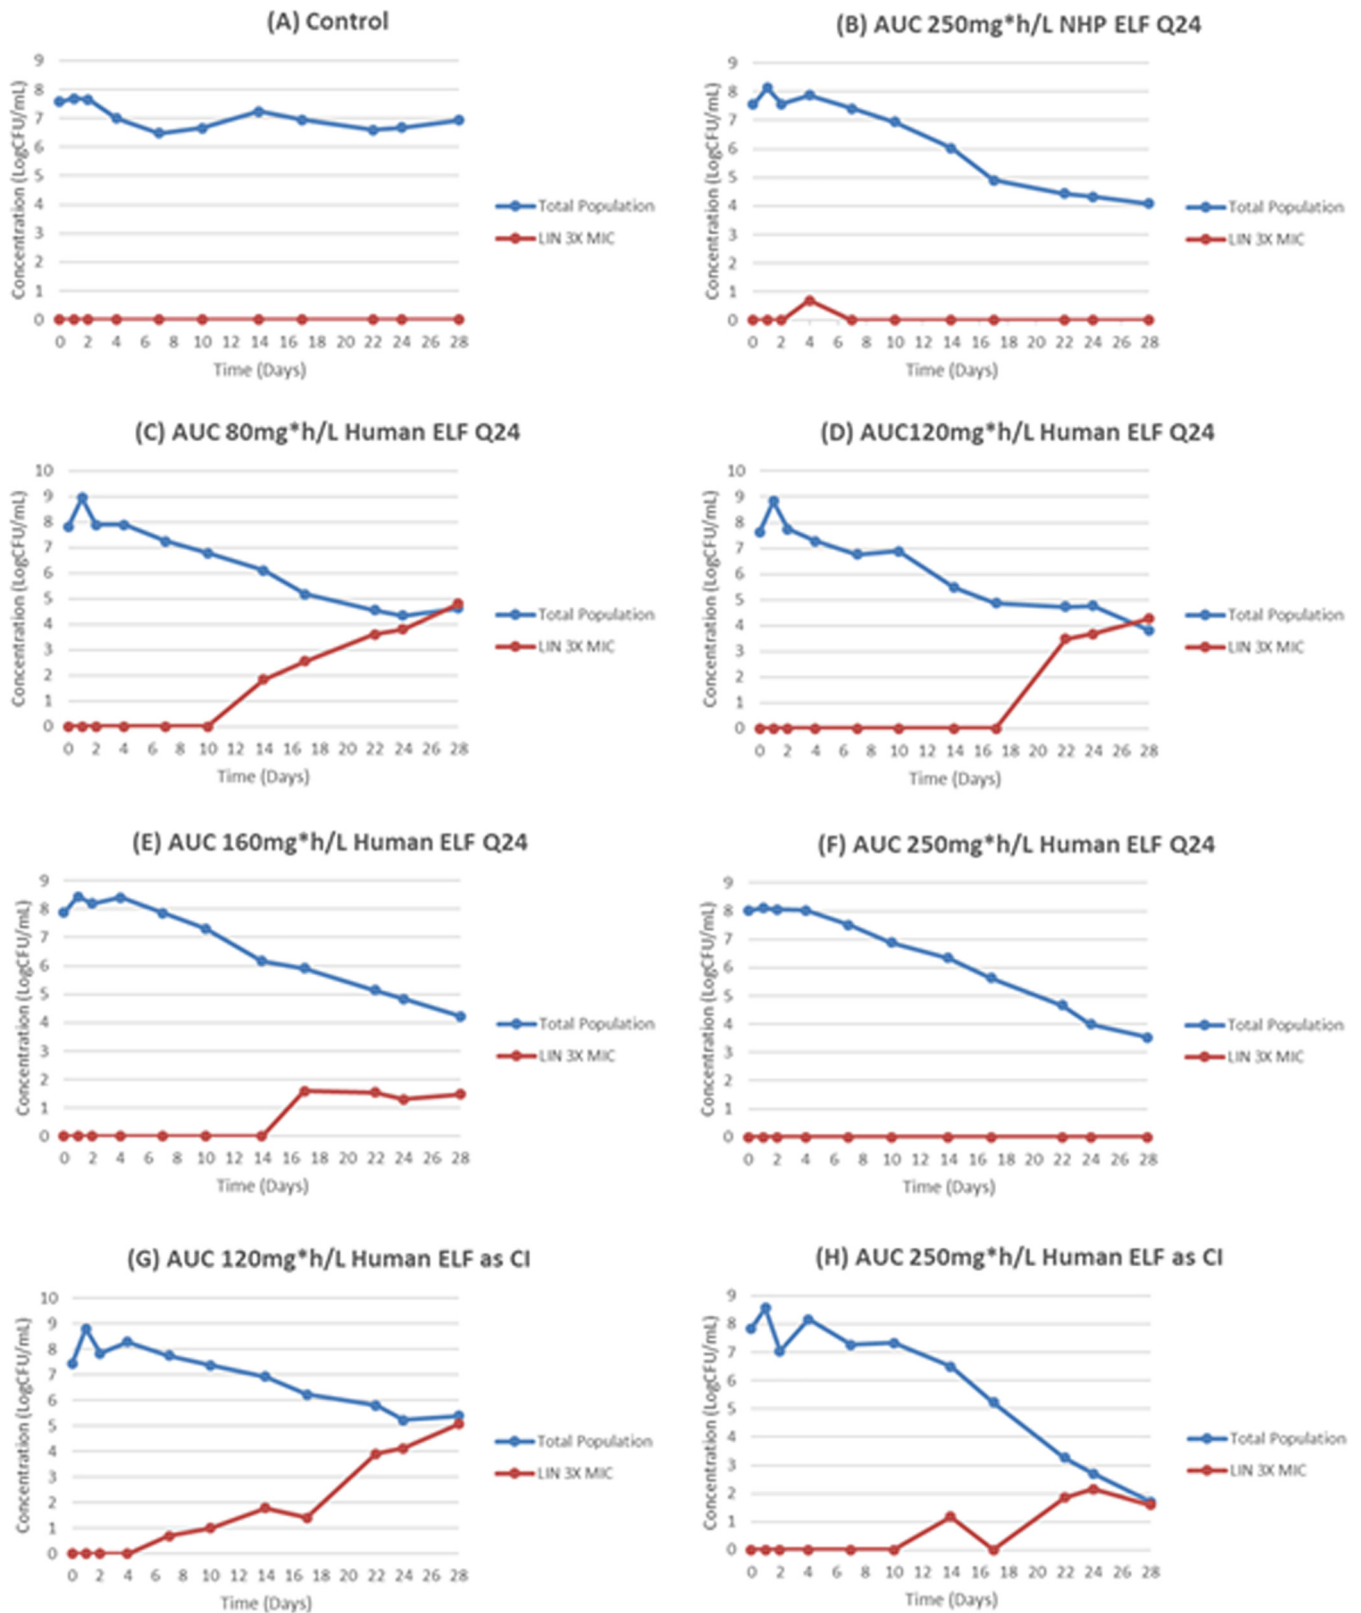 (A) Control
Concentration (LogCFU/mL)
9
8
7
6
5
4
3
2
1
0
0 2 4 6 8 10 12 14 16 18 20 22 24 26 28
Time (Days)
Total Population
LIN 3X MIC
(B) AUC 250mg*h/L NHP ELF Q24
Concentration (LogCFU/mL)
9
8
7
6
5
4
3
2
1
0
0 2 4 6 8 10 12 14 16 18 20 22 24 26 28
Time (Days)
Total Population
LIN 3X MIC
(C) AUC 80mg*h/L Human ELF Q24
Concentration (LogCFU/mL)
10
9
8
7
6
5
4
3
2
1
0
0 2 4 6 8 10 12 14 16 18 20 22 24 26 28
Time (Days)
Total Population
LIN 3X MIC
(D) AUC120mg*h/L Human ELF Q24
Concentration (LogCFU/mL)
10
9
8
7
6
5
4
3
2
1
0
0 2 4 6 8 10 12 14 16 18 20 22 24 26 28
Time (Days)
Total Population
LIN 3X MIC
(E) AUC 160mg*h/L Human ELF Q24
Concentration (LogCFU/mL)
9
8
7
6
5
4
3
2
1
0
0 2 4 6 8 10 12 14 16 18 20 22 24 26 28
Time (Days)
Total Population
LIN 3X MIC
(F) AUC 250mg*h/L Human ELF Q24
Concentration (LogCFU/mL)
9
8
7
6
5
4
3
2
1
0
0 2 4 6 8 10 12 14 16 18 20 22 24 26 28
Time (Days)
Total Population
LIN 3X MIC
(G) AUC 120mg*h/L Human ELF as CI
Concentration (LogCFU/mL)
10
9
8
7
6
5
4
3
2
1
0
0 2 4 6 8 10 12 14 16 18 20 22 24 26 28
Time (Days)
Total Population
LIN 3X MIC
(H) AUC 250mg*h/L Human ELF as CI
Concentration (LogCFU/mL)
9
8
7
6
5
4
3
2
1
0
0 2 4 6 8 10 12 14 16 18 20 22 24 26 28
Time (Days)
Total Population
LIN 3X MIC